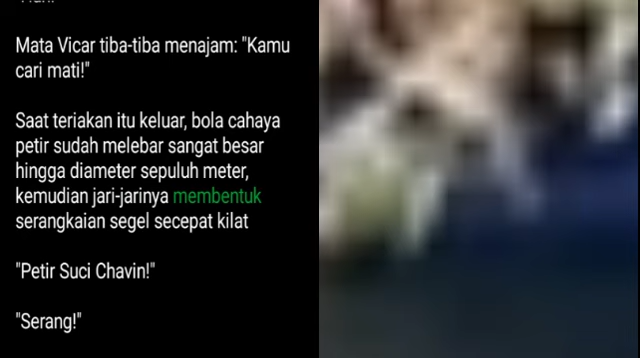 Mata Vicar tiba-tiba menajam: "Kamu
cari mati!"
Saat teriakan itu keluar, bola cahaya
petir sudah melebar sangat besar
hingga diameter sepuluh meter,
kemudian jari-jarinya membentuk
serangkaian segel secepat kilat
"Petir Suci Chavin!"
"Serang!"